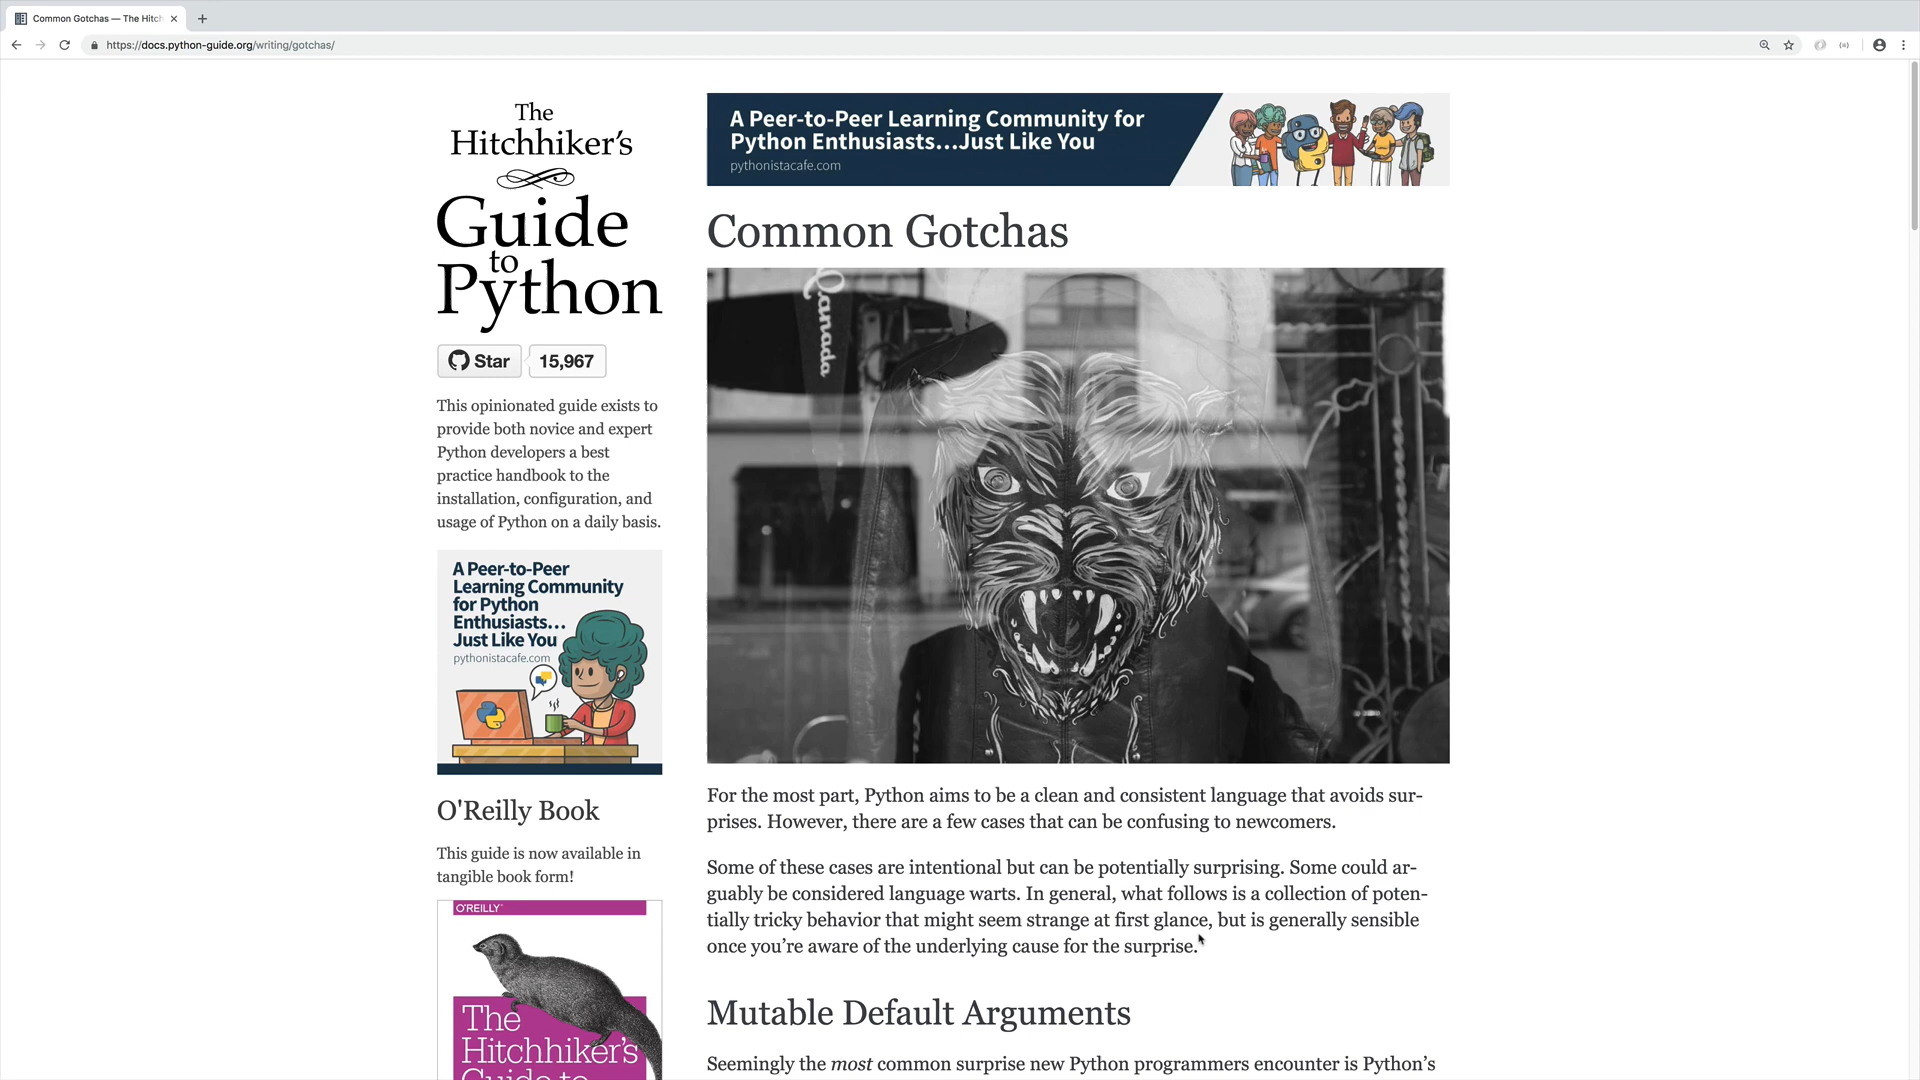 Common Gotchas — The Hitch
https://docs.python-guide.org/writing/gotchas/
The
Hitchhiker's
Guide
to
Python
Star 15,967
This opinionated guide exists to
provide both novice and expert
Python developers a best
practice handbook to the
installation, configuration, and
usage of Python on a daily basis.
A Peer-to-Peer
Learning Community
for Python
Enthusiasts…
Just Like You
pythonistacafe.com
O'Reilly Book
This guide is now available in
tangible book form!
O'REILLY
The
Hitchhiker's
Guide to
A Peer-to-Peer Learning Community for
Python Enthusiasts…Just Like You
pythonistacafe.com
Common Gotchas
Canada
For the most part, Python aims to be a clean and consistent language that avoids sur-
prises. However, there are a few cases that can be confusing to newcomers.
Some of these cases are intentional but can be potentially surprising. Some could ar-
guably be considered language warts. In general, what follows is a collection of poten-
tially tricky behavior that might seem strange at first glance, but is generally sensible
once you’re aware of the underlying cause for the surprise.
Mutable Default Arguments
Seemingly the most common surprise new Python programmers encounter is Python’s